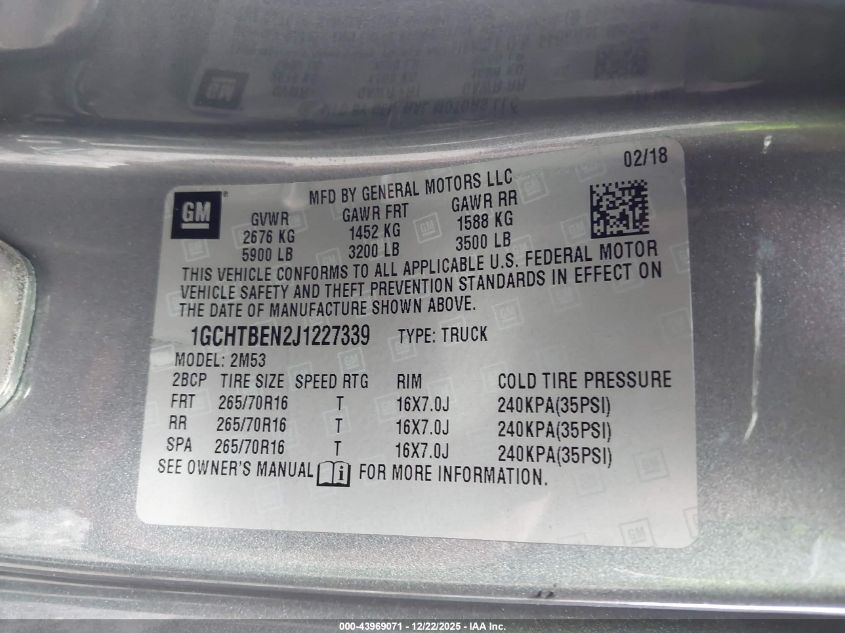 02/18
GM
MFD BY GENERAL MOTORS LLC
GVWR GAWR FRT GAWR RR
2676 KG 1452 KG 1588 KG
5900 LB 3200 LB 3500 LB
THIS VEHICLE CONFORMS TO ALL APPLICABLE U.S. FEDERAL MOTOR
VEHICLE SAFETY AND THEFT PREVENTION STANDARDS IN EFFECT ON
THE DATE OF MANUFACTURE SHOWN ABOVE.
1GCHTBEN2J1227339 TYPE: TRUCK
MODEL: 2M53
2BCP TIRE SIZE SPEED RTG RIM COLD TIRE PRESSURE
FRT 265/70R16 T 16X7.0J 240KPA(35PSI)
RR 265/70R16 T 16X7.0J 240KPA(35PSI)
SPA 265/70R16 T 16X7.0J 240KPA(35PSI)
SEE OWNER'S MANUAL FOR MORE INFORMATION.
000-43969071 - 12/22/2025 - IAA Inc.